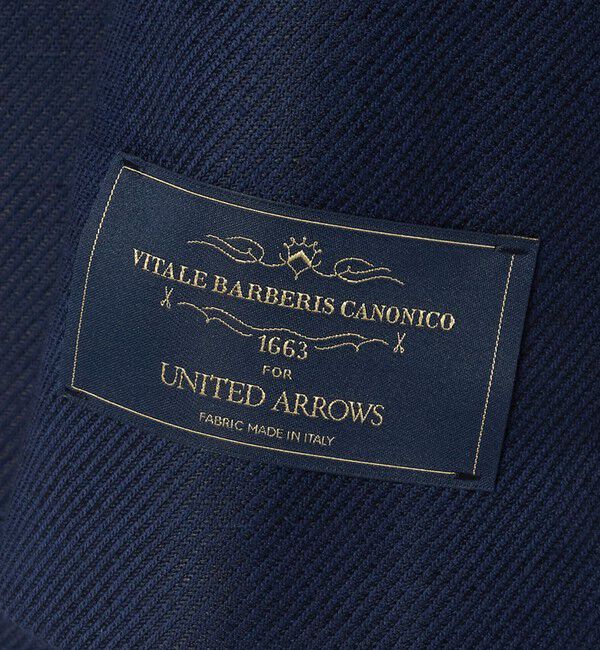 VITALE BARBERIS CANONICO
1663
FOR
UNITED ARROWS
FABRIC MADE IN ITALY